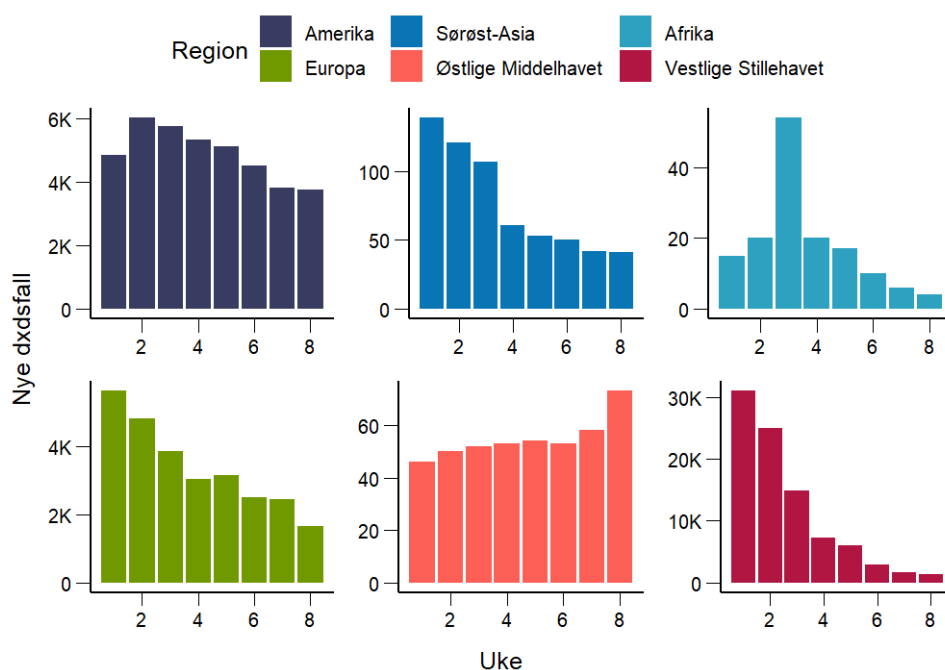 Region
Amerika Sørøst-Asia Afrika
Europa Østlige Middelhavet Vestlige Stillehavet
Nye dxdsfall
6K
4K
2K
0
2 4 6 8
100
50
0
2 4 6 8
40
20
0
2 4 6 8
4K
2K
0
2 4 6 8
60
40
20
0
2 4 6 8
30K
20K
10K
0
2 4 6 8
Uke